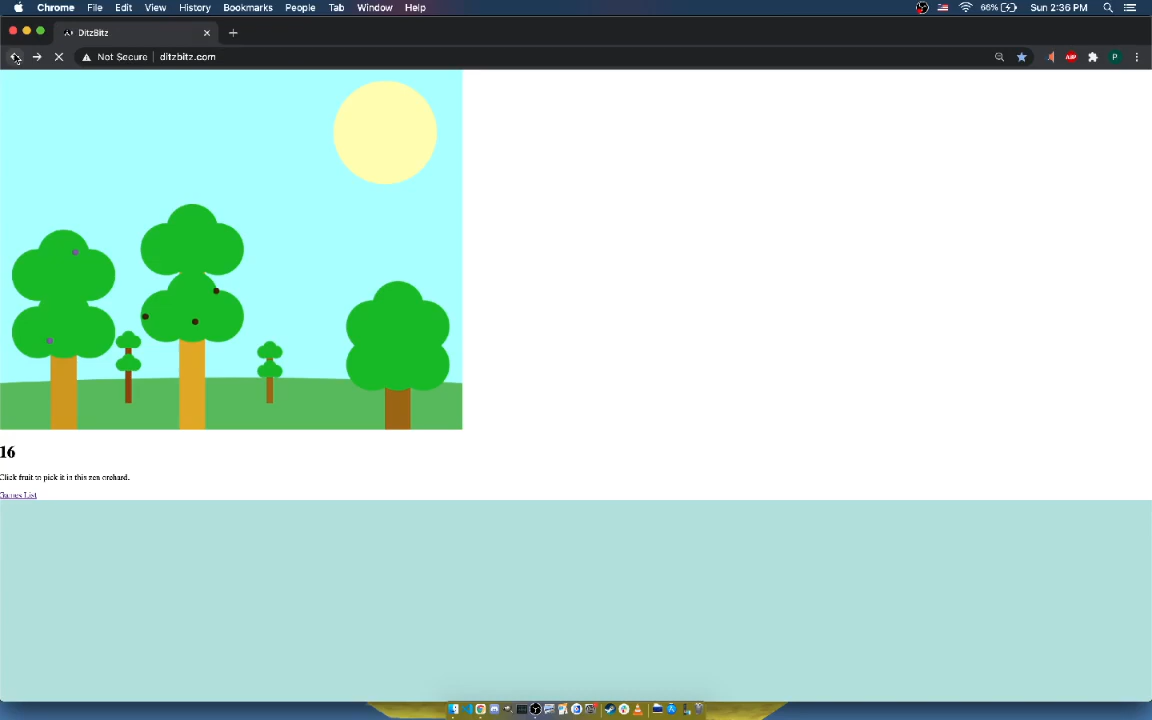 Chrome File Edit View History Bookmarks People Tab Window Help 66% Sun 2:36 PM
DitzBitz
Not Secure ditzbitz.com ABP P
16
Click fruit to pick it in this zen orchard.
Games List